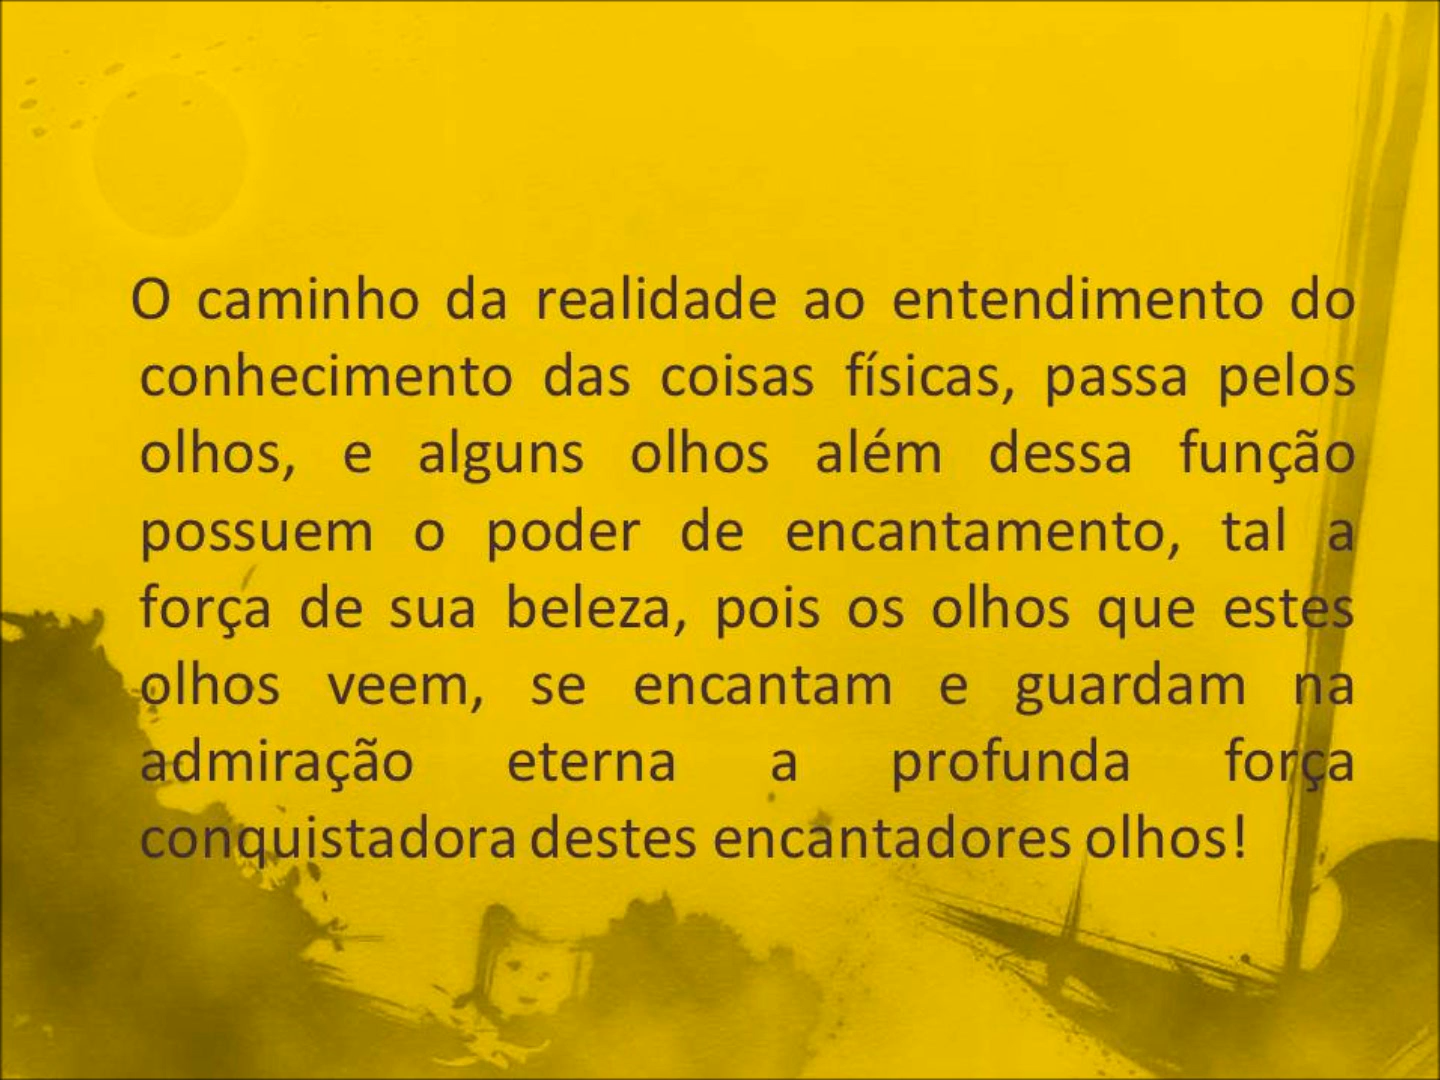 O caminho da realidade ao entendimento do
conhecimento das coisas físicas, passa pelos
olhos, e alguns olhos além dessa função
possuem o poder de encantamento, tal a
força de sua beleza, pois os olhos que estes
olhos veem, se encantam e guardam na
admiração eterna a profunda força
conquistadora destes encantadores olhos!